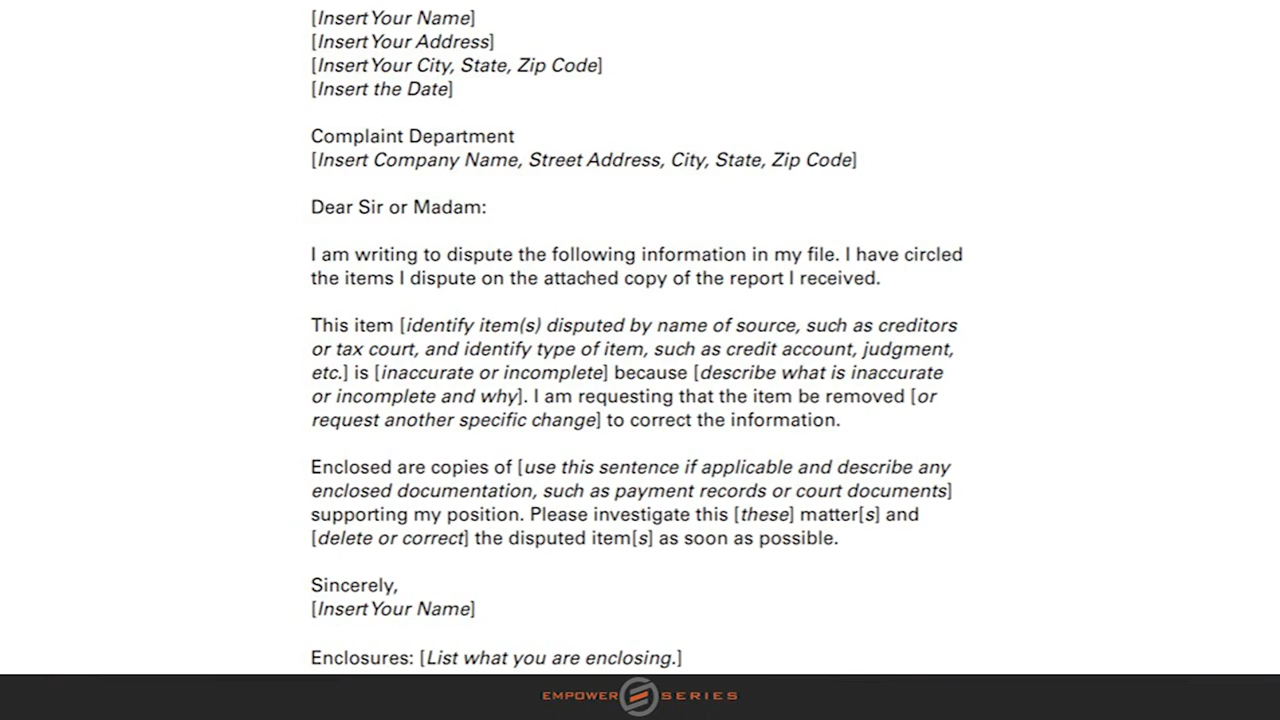 [Insert Your Name]
[Insert Your Address]
[Insert Your City, State, Zip Code]
[Insert the Date]
Complaint Department
[Insert Company Name, Street Address, City, State, Zip Code]
Dear Sir or Madam:
I am writing to dispute the following information in my file. I have circled
the items I dispute on the attached copy of the report I received.
This item [identify item(s) disputed by name of source, such as creditors
or tax court, and identify type of item, such as credit account, judgment,
etc.] is [inaccurate or incomplete] because [describe what is inaccurate
or incomplete and why]. I am requesting that the item be removed [or
request another specific change] to correct the information.
Enclosed are copies of [use this sentence if applicable and describe any
enclosed documentation, such as payment records or court documents]
supporting my position. Please investigate this [these] matter[s] and
[delete or correct] the disputed item[s] as soon as possible.
Sincerely,
[Insert Your Name]
Enclosures: [List what you are enclosing.]
EMPOWER SERIES